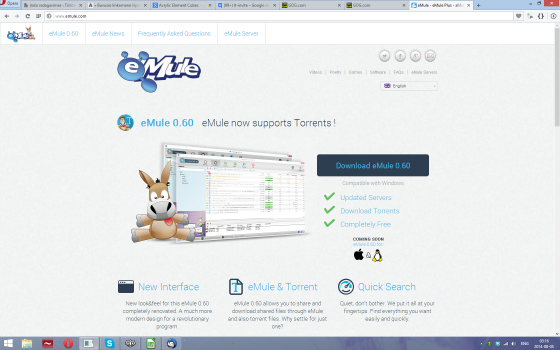 Opera
eMule - eMule Plus - eM
www.emule.com
eMule 0.60
eMule News
Frequently Asked Questions
eMule Server
eMule
Videos | Posts | Games | Software | FAQs | eMule Servers
English
eMule 0.60 eMule now supports Torrents !
Download eMule 0.60
Compatible with Windows
Updated Servers
Download Torrents
Completely Free
COMING SOON
&
New Interface
New look&feel for this eMule 0.60
completely renovated. A much more
modern design for a revolutionary
program.
eMule & Torrent
eMule 0.60 allows you to share and
download shared files through eMule
and also torrent files. Why settle for
just one?
Quick Search
Quiet, don't bother. We put it all at your
fingertips. Find everything you want
easily and quickly.
ENG